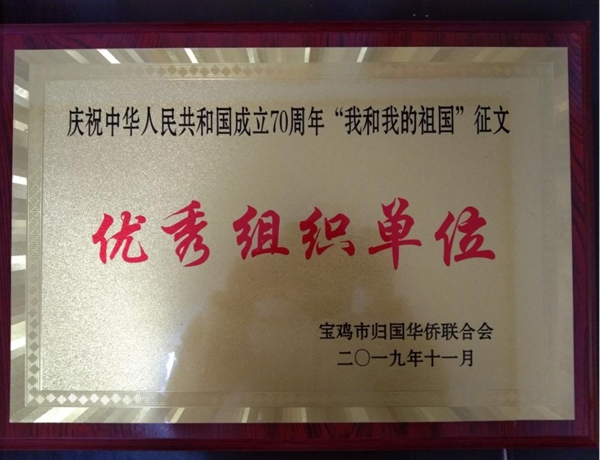 庆祝中华人民共和国成立70周年“我和我的祖国”征文
优秀组织单位
宝鸡市归国华侨联合会
二〇一九年十一月